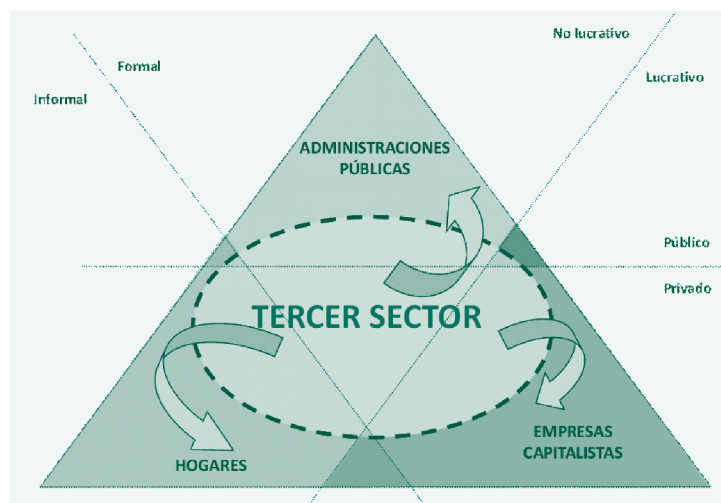 No lucrativo
Formal
Lucrativo
Informal
ADMINISTRACIONES
PÚBLICAS
Público
Privado
TERCER SECTOR
EMPRESAS
CAPITALISTAS
HOGARES